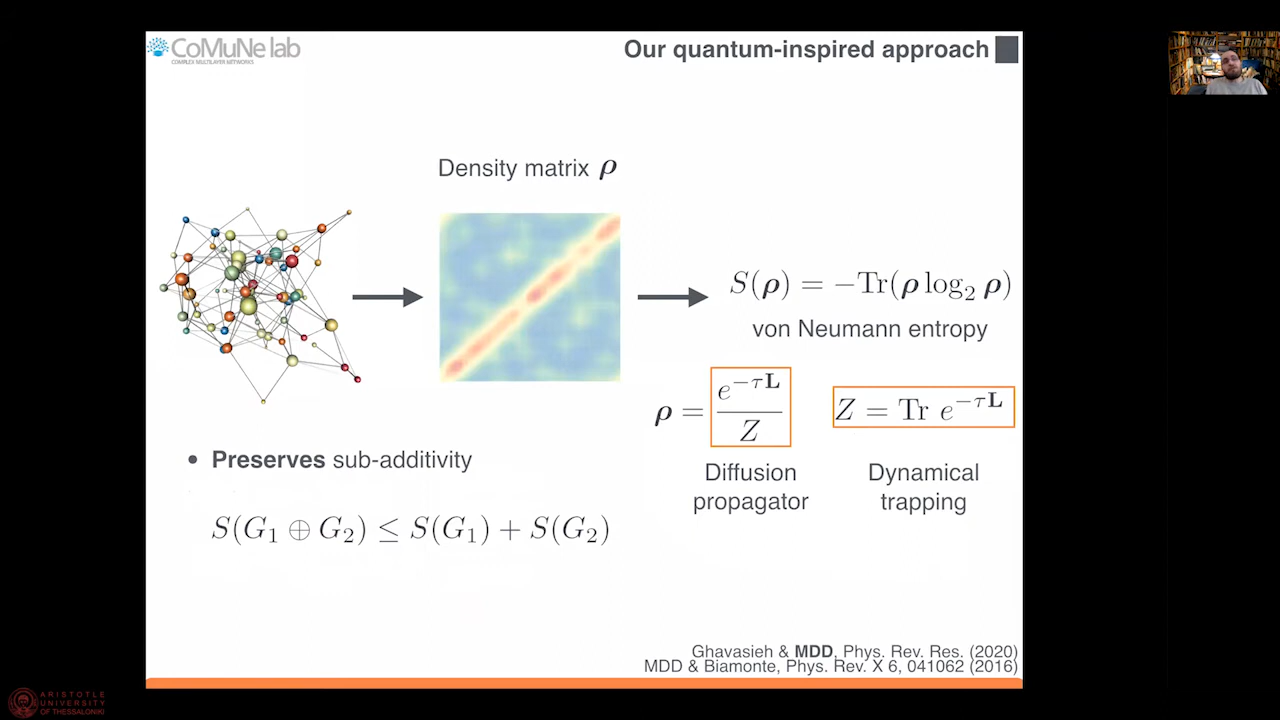 CoMuNe lab
COMPLEX MULTILAYER NETWORKS
Our quantum-inspired approach
Density matrix ρ
S(ρ) = −Tr(ρ log₂ ρ)
von Neumann entropy
ρ = e^{−τL} / Z
Z = Tr e^{−τL}
Diffusion
propagator
Dynamical
trapping
• Preserves sub-additivity
S(G₁ ⊕ G₂) ≤ S(G₁) + S(G₂)
Ghavasieh & MDD, Phys. Rev. Res. (2020)
MDD & Biamonte, Phys. Rev. X 6, 041062 (2016)
ARISTOTLE
UNIVERSITY
OF THESSALONIKI